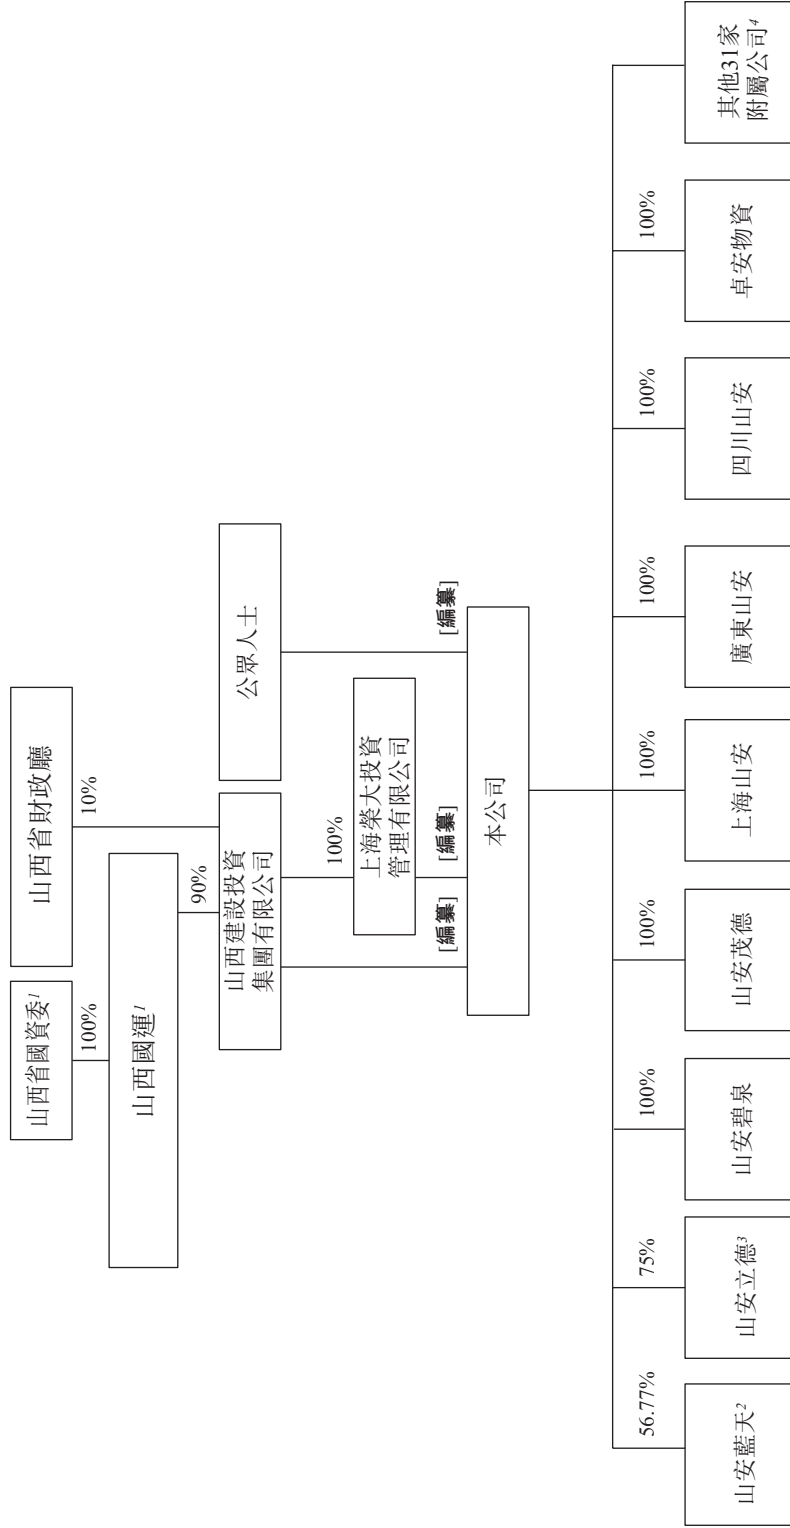 山西省國資委1
山西省財政廳
100%
10%
山西國運1
90%
山西建設投資
集團有限公司
公眾人士
100%
上海榮大投資
管理有限公司
[編纂]
[編纂]
[編纂]
本公司
56.77%
75%
100%
100%
100%
100%
100%
100%
山安藍天2
山安立德3
山安碧泉
山安茂德
上海山安
廣東山安
四川山安
卓安物資
其他31家
附屬公司4